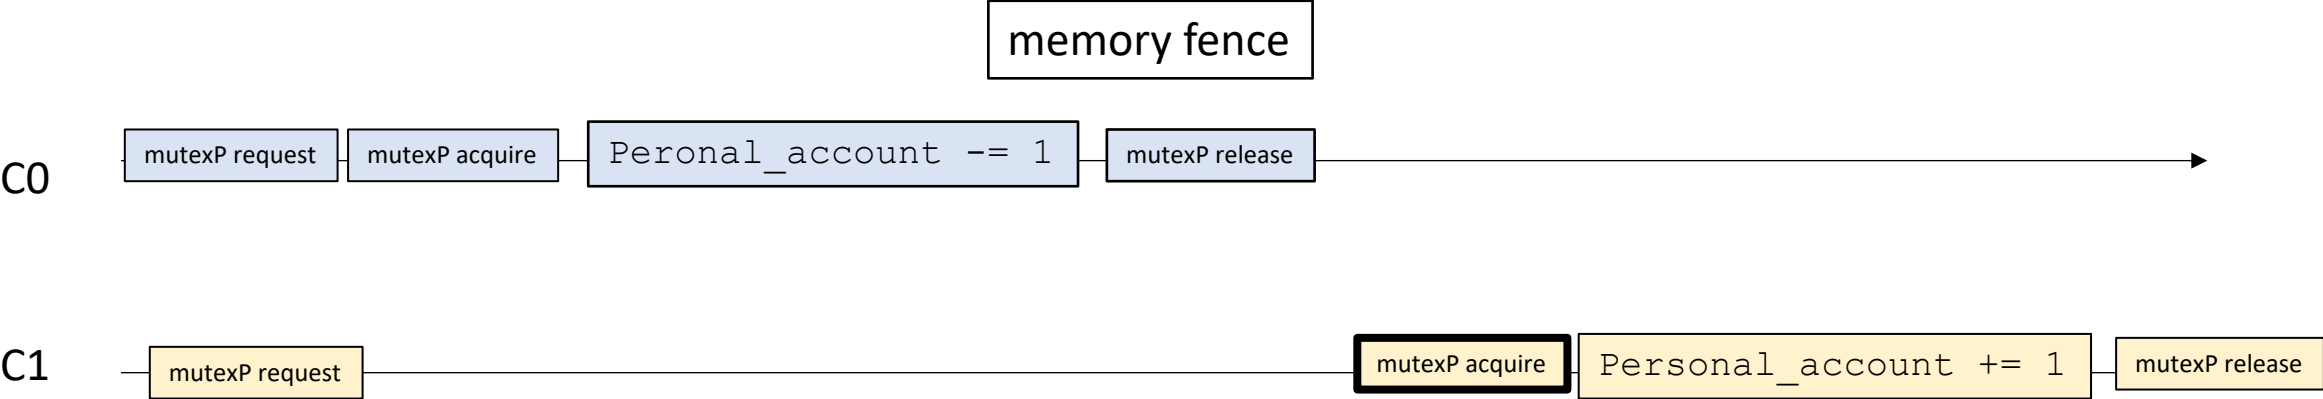 memory fence
C0
mutexP request
mutexP acquire
Peronal_account -= 1
mutexP release
C1
mutexP request
mutexP acquire
Personal_account += 1
mutexP release